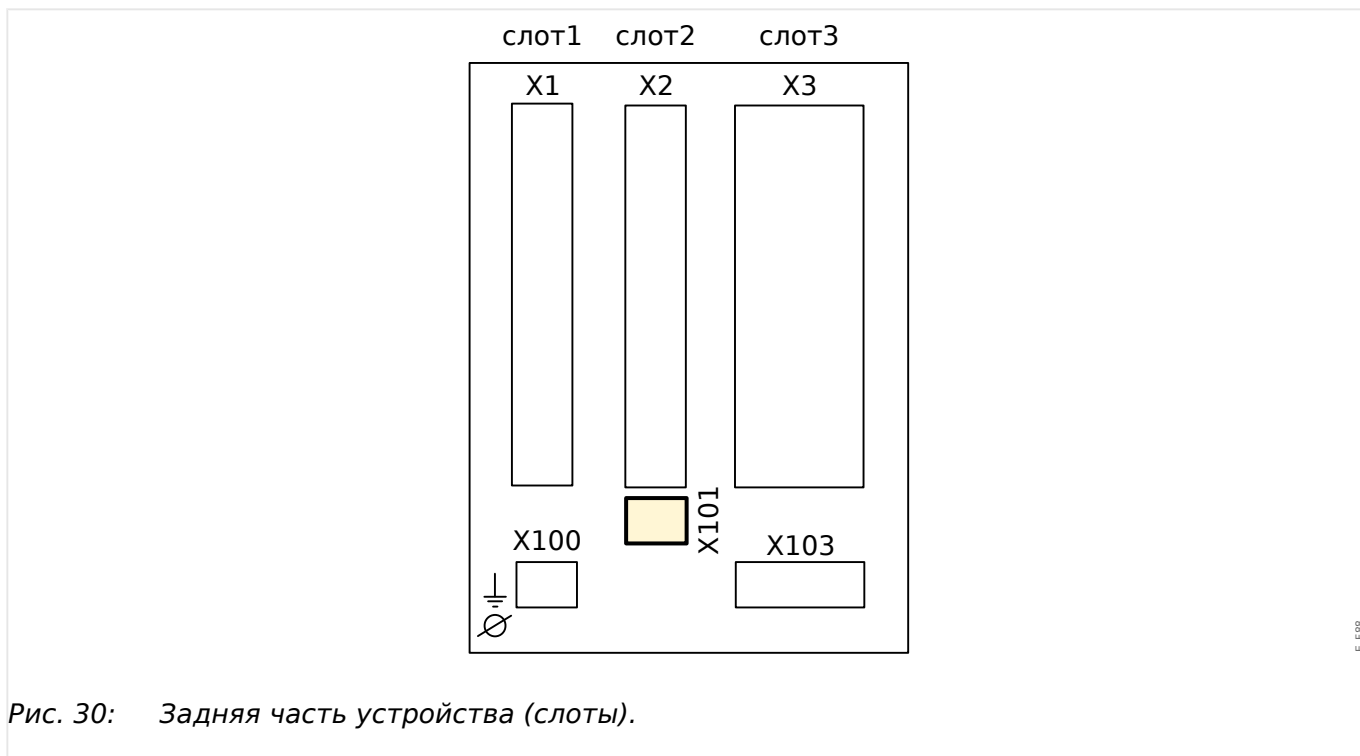 слот1 слот2 слот3
X1 X2 X3
X101
X100 X103
Рис. 30: Задняя часть устройства (слоты).